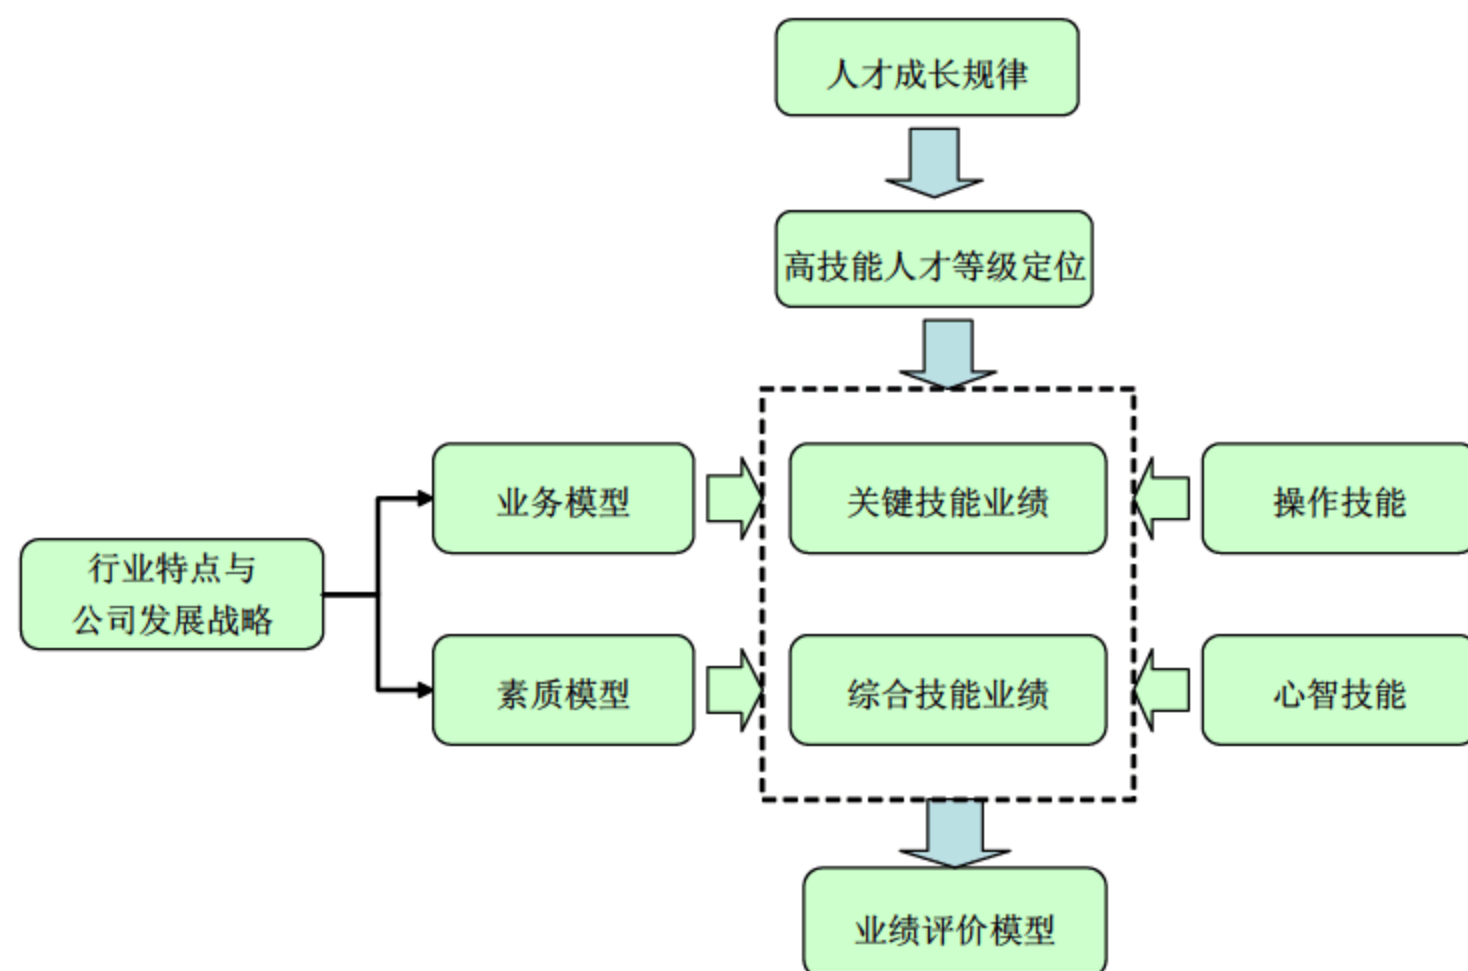 人才成长规律
高技能人才等级定位
业务模型
关键技能业绩
操作技能
行业特点与
公司发展战略
素质模型
综合技能业绩
心智技能
业绩评价模型